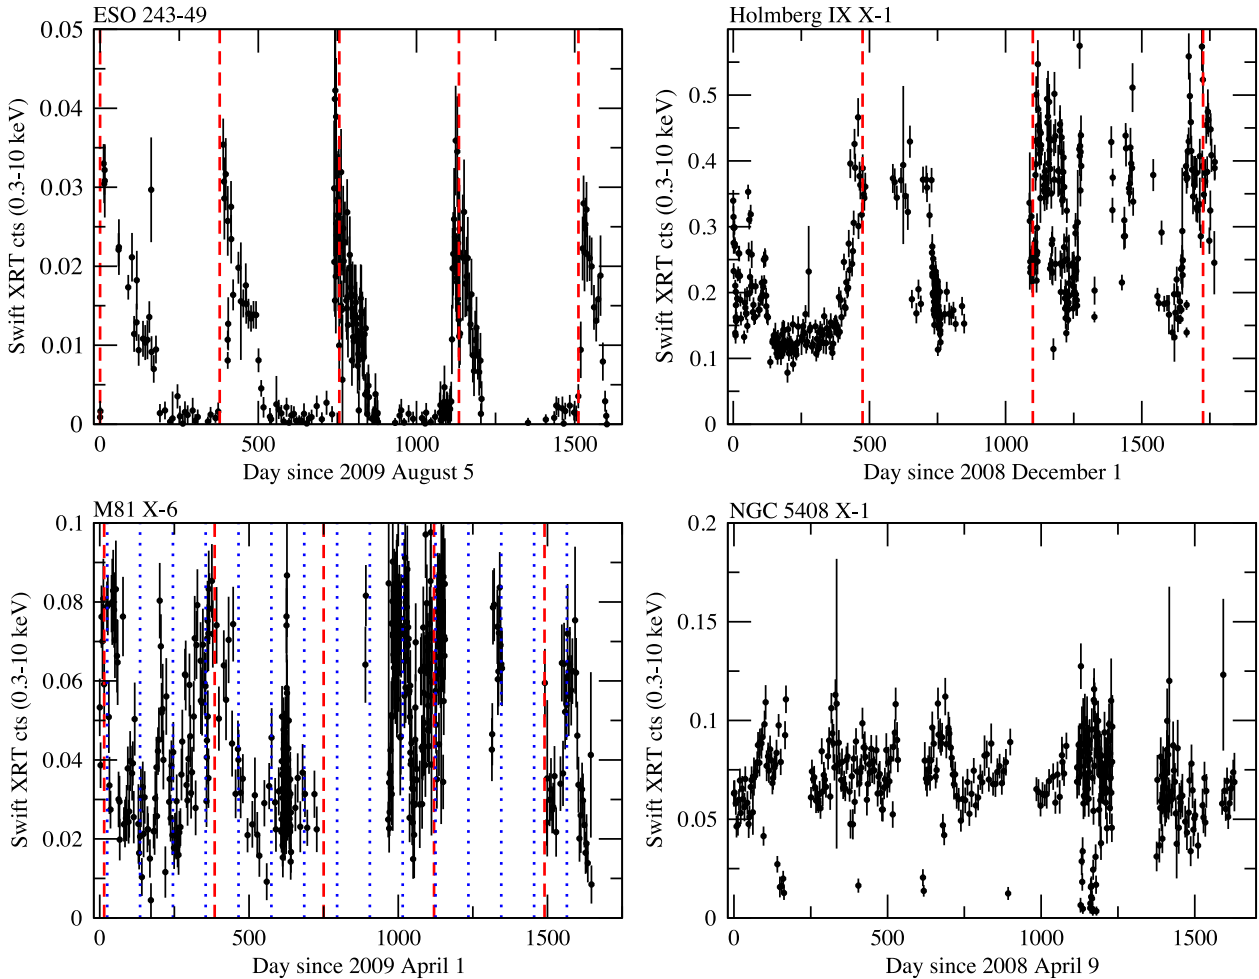 ESO 243-49
Swift XRT cts (0.3-10 keV)
0.05
0.04
0.03
0.02
0.01
0
0 500 1000 1500
Day since 2009 August 5
Holmberg IX X-1
Swift XRT cts (0.3-10 keV)
0.5
0.4
0.3
0.2
0.1
0
0 500 1000 1500
Day since 2008 December 1
M81 X-6
Swift XRT cts (0.3-10 keV)
0.1
0.08
0.06
0.04
0.02
0
0 500 1000 1500
Day since 2009 April 1
NGC 5408 X-1
Swift XRT cts (0.3-10 keV)
0.2
0.15
0.1
0.05
0
0 500 1000 1500
Day since 2008 April 9